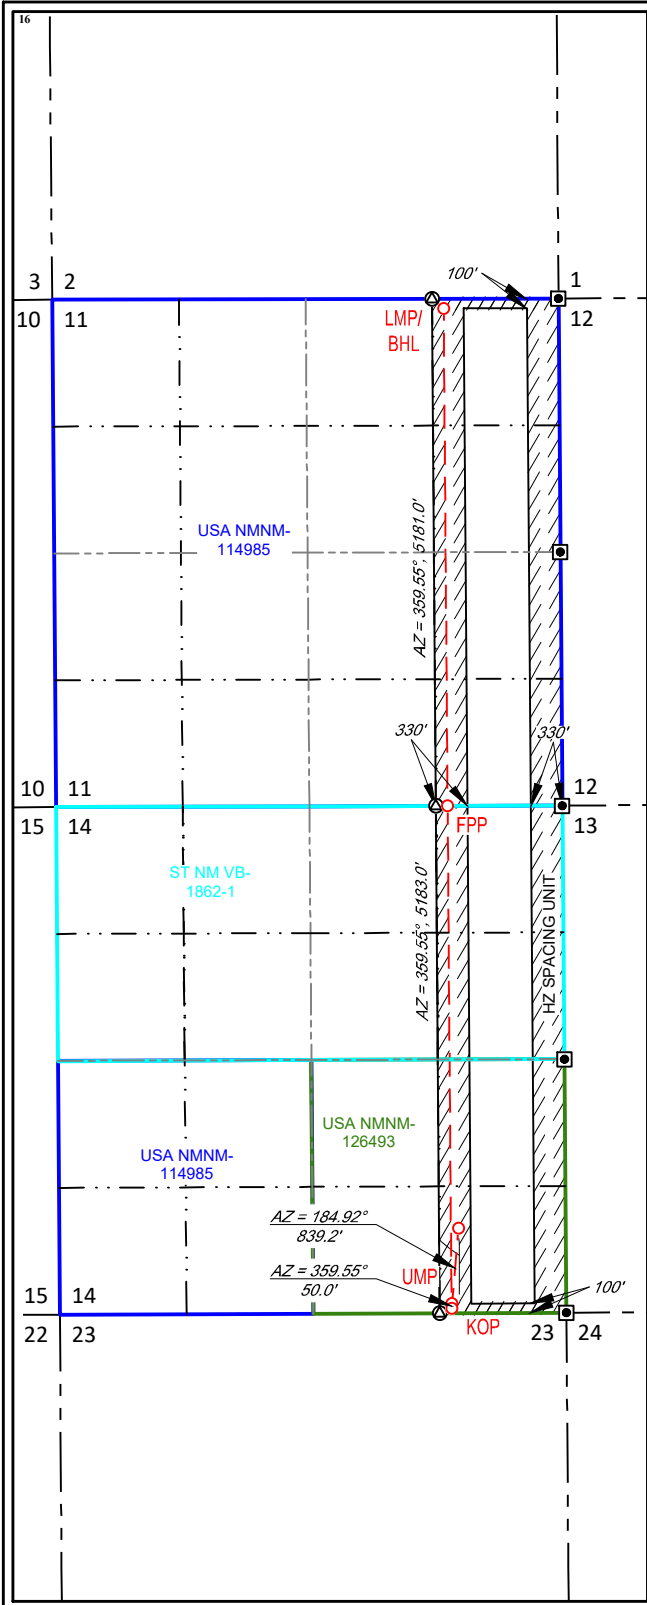 16
3
2
1
10
11
12
100'
LMP/
BHL
USA NMNM-
114985
AZ = 359.55°, 5181.0'
330'
330'
10
11
12
15
14
13
FPP
ST NM VB-
1862-1
AZ = 359.55°, 5183.0'
HZ SPACING UNIT
USA NMNM-
126493
USA NMNM-
114985
AZ = 184.92°
839.2'
AZ = 359.55°
50.0'
UMP
100'
15
14
KOP
22
23
23
24